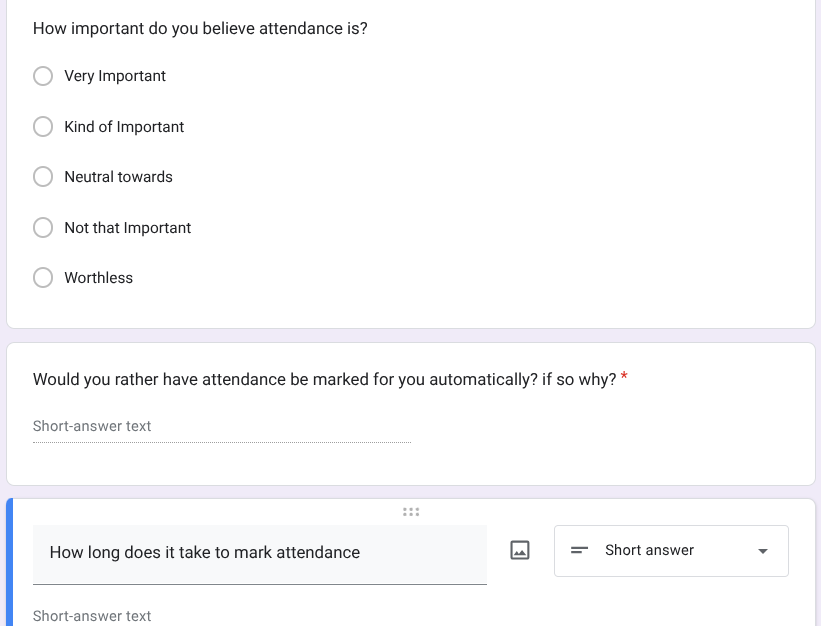 How important do you believe attendance is?
Very Important
Kind of Important
Neutral towards
Not that Important
Worthless
Would you rather have attendance be marked for you automatically? if so why? *
Short-answer text
How long does it take to mark attendance
Short answer
Short-answer text